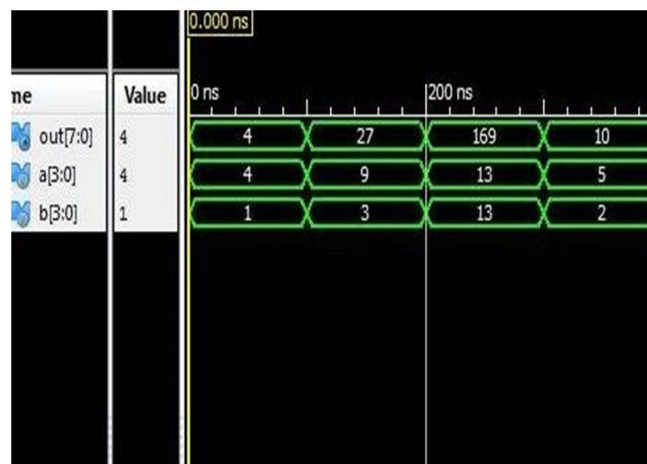 0.000 ns
me Value 0 ns 200 ns
out[7:0] 4 4 27 169 10
a[3:0] 4 4 9 13 5
b[3:0] 1 1 3 13 2